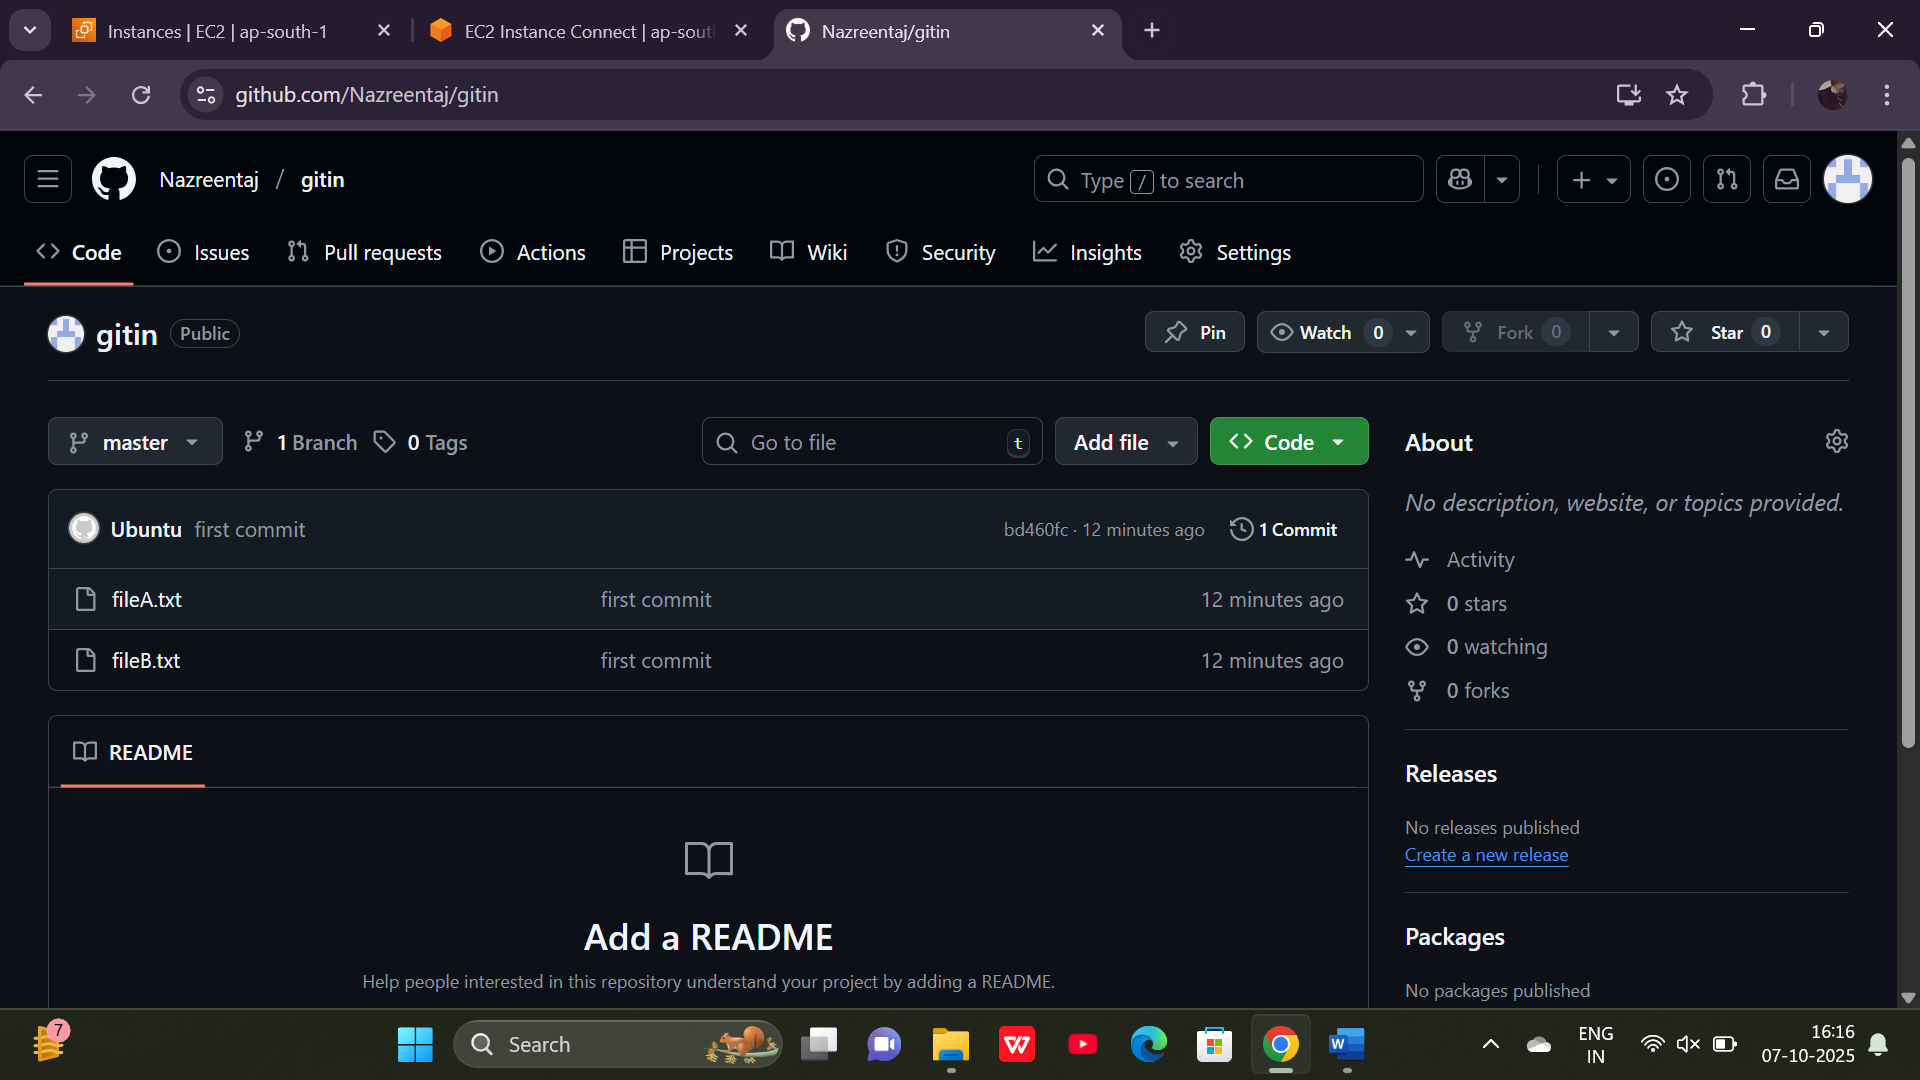 Instances | EC2 | ap-south-1
EC2 Instance Connect | ap-sout
Nazreentaj/gitin
github.com/Nazreentaj/gitin
Nazreentaj / gitin
Type / to search
Code
Issues
Pull requests
Actions
Projects
Wiki
Security
Insights
Settings
gitin Public
Pin
Watch 0
Fork 0
Star 0
master
1 Branch
0 Tags
Go to file t
Add file
Code
Ubuntu first commit bd460fc · 12 minutes ago 1 Commit
fileA.txt first commit 12 minutes ago
fileB.txt first commit 12 minutes ago
README
Add a README
Help people interested in this repository understand your project by adding a README.
About
No description, website, or topics provided.
Activity
0 stars
0 watching
0 forks
Releases
No releases published
Create a new release
Packages
No packages published
7
Search
W
W
ENG
IN
16:16
07-10-2025